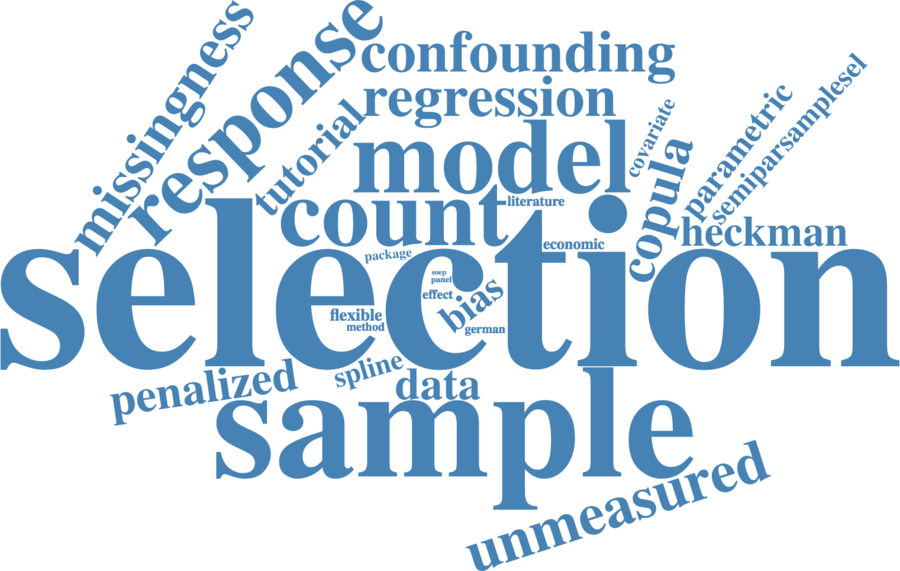 missingness
response
confounding
regression
tutorial
covariate
parametric
semiparsamplesel
model
copula
literature
count
heckman
economic
package
selection
soep
panel
effect
bias
flexible
method
german
spline
penalized
data
sample
unmeasured